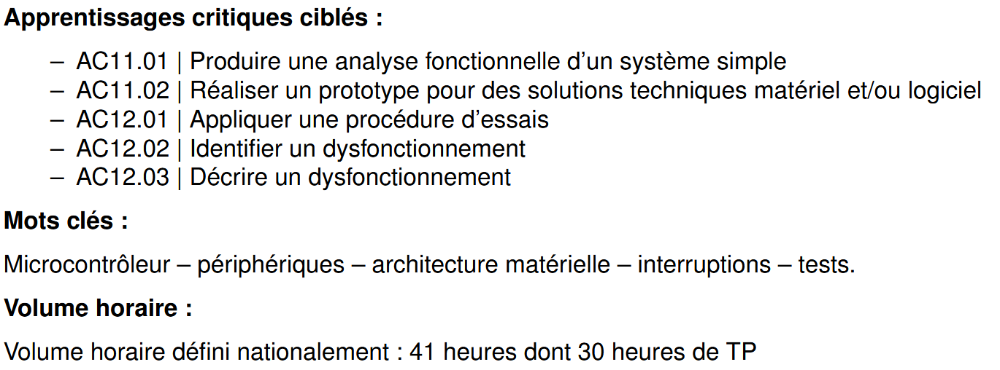 Apprentissages critiques ciblés :
– AC11.01 | Produire une analyse fonctionnelle d’un système simple
– AC11.02 | Réaliser un prototype pour des solutions techniques matériel et/ou logiciel
– AC12.01 | Appliquer une procédure d’essais
– AC12.02 | Identifier un dysfonctionnement
– AC12.03 | Décrire un dysfonctionnement
Mots clés :
Microcontrôleur – périphériques – architecture matérielle – interruptions – tests.
Volume horaire :
Volume horaire défini nationalement : 41 heures dont 30 heures de TP